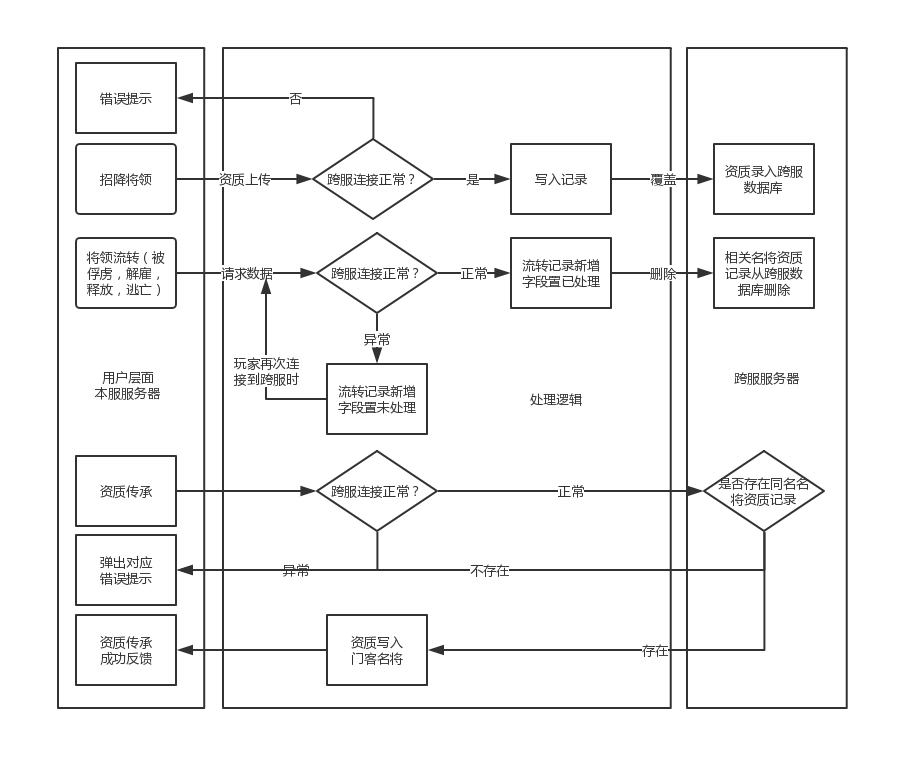 错误提示
否
招降将领
资质上传
跨服连接正常？
是
写入记录
覆盖
资质录入跨服
数据库
将领流转（被
俘虏，解雇，
释放，逃亡）
请求数据
跨服连接正常？
正常
流转记录新增
字段置已处理
删除
相关名将资质
记录从跨服数
据库删除
异常
玩家再次连
接到跨服时
流转记录新增
字段置未处理
用户层面
本服服务器
处理逻辑
跨服服务器
资质传承
跨服连接正常？
正常
是否存在同名名
将资质记录
弹出对应
错误提示
异常
不存在
资质传承
成功反馈
资质写入
门客名将
存在